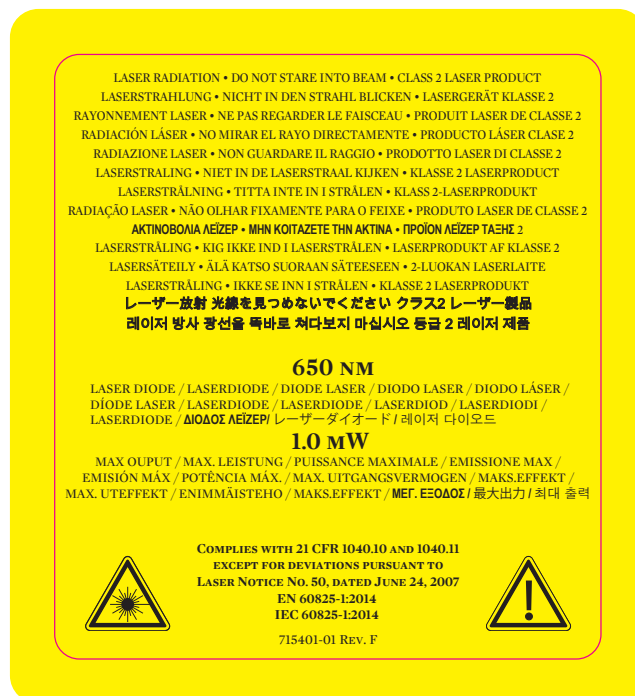 LASER RADIATION • DO NOT STARE INTO BEAM • CLASS 2 LASER PRODUCT
LASERSTRAHLUNG • NICHT IN DEN STRAHL BLICKEN • LASERGERÄT KLASSE 2
RAYONNEMENT LASER • NE PAS REGARDER LE FAISCEAU • PRODUIT LASER DE CLASSE 2
RADIACIÓN LÁSER • NO MIRAR EL RAYO DIRECTAMENTE • PRODUCTO LÁSER CLASE 2
RADIAZIONE LASER • NON GUARDARE IL RAGGIO • PRODOTTO LASER DI CLASSE 2
LASERSTRALING • NIET IN DE LASERSTRAAL KIJKEN • KLASSE 2 LASERPRODUCT
LASERSTRÅLNING • TITTA INTE IN I STRÅLEN • KLASS 2-LASERPRODUKT
RADIAÇÃO LASER • NÃO OLHAR FIXAMENTE PARA O FEIXE • PRODUTO LASER DE CLASSE 2
ΑΚΤΙΝΟΒΟΛΙΑ ΛΕΪΖΕΡ • ΜΗΝ ΚΟΙΤΑΖΕΤΕ ΤΗΝ ΑΚΤΙΝΑ • ΠΡΟΪΟΝ ΛΕΪΖΕΡ ΤΑΞΗΣ 2
LASERSTRÅLING • KIG IKKE IND I LASERSTRÅLEN • LASERPRODUKT AF KLASSE 2
LASERSÄTEILY • ÄLÄ KATSO SUORAAN SÄTEESEEN • 2-LUOKAN LASERLAITE
LASERSTRÅLING • IKKE SE INN I STRÅLEN • KLASSE 2 LASERPRODUKT
レーザー放射 光線を見つめないでください クラス2 レーザー製品
레이저 방사 광선을 똑바로 쳐다보지 마십시오 등급 2 레이저 제품
650 NM
LASER DIODE / LASERDIODE / DIODE LASER / DIODO LASER / DIODO LÁSER /
DÍODE LASER / LASERDIODE / LASERDIODE / LASERDIOD / LASERDIODI /
LASERDIODE / ΔΙΟΔΟΣ ΛΕΪΖΕΡ/ レーザーダイオード / 레이저 다이오드
1.0 MW
MAX OUPUT / MAX. LEISTUNG / PUISSANCE MAXIMALE / EMISSIONE MAX /
EMISIÓN MÁX / POTÊNCIA MÁX. / MAX. UITGANGSVERMOGEN / MAKS.EFFEKT /
MAX. UTEFFEKT / ENIMMÄISTEHO / MAKS.EFFEKT / ΜΕΓ. ΕΞΟΔΟΣ / 最大出力 / 최대 출력
COMPLIES WITH 21 CFR 1040.10 AND 1040.11
EXCEPT FOR DEVIATIONS PURSUANT TO
LASER NOTICE NO. 50, DATED JUNE 24, 2007
EN 60825-1:2014
IEC 60825-1:2014
715401-01 REV. F